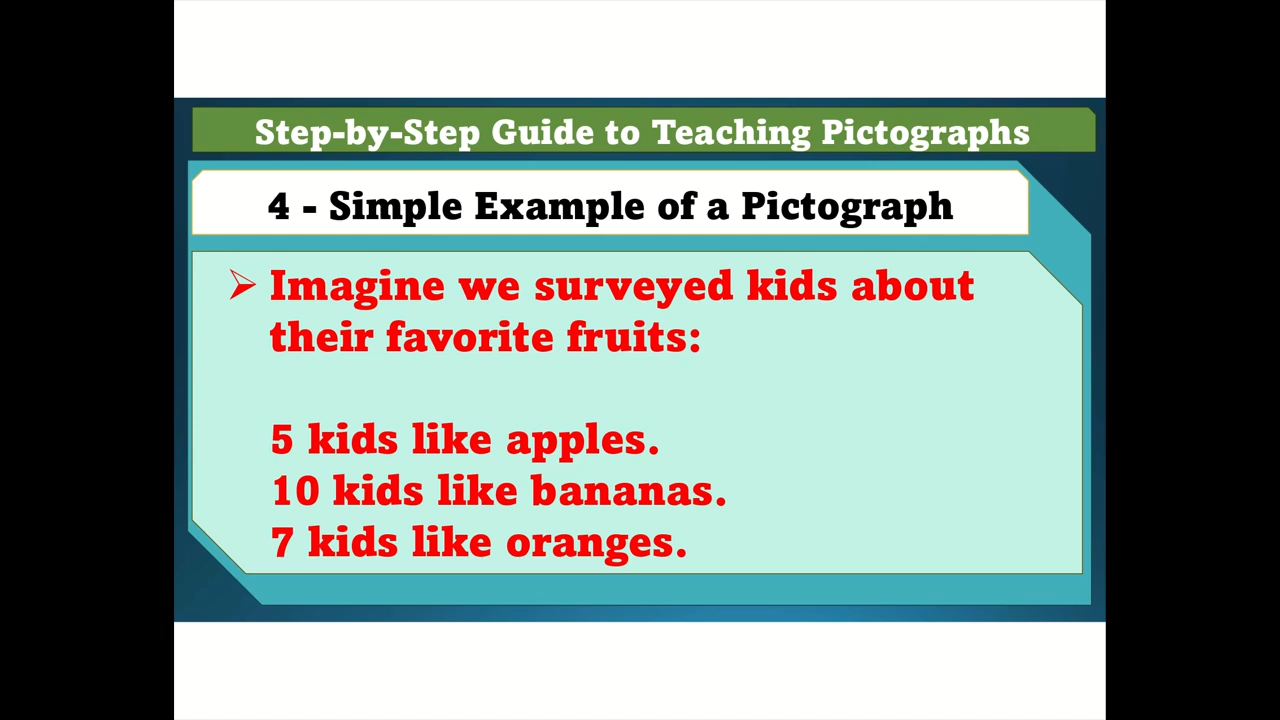 Step-by-Step Guide to Teaching Pictographs
4 - Simple Example of a Pictograph
Imagine we surveyed kids about
their favorite fruits:
5 kids like apples.
10 kids like bananas.
7 kids like oranges.